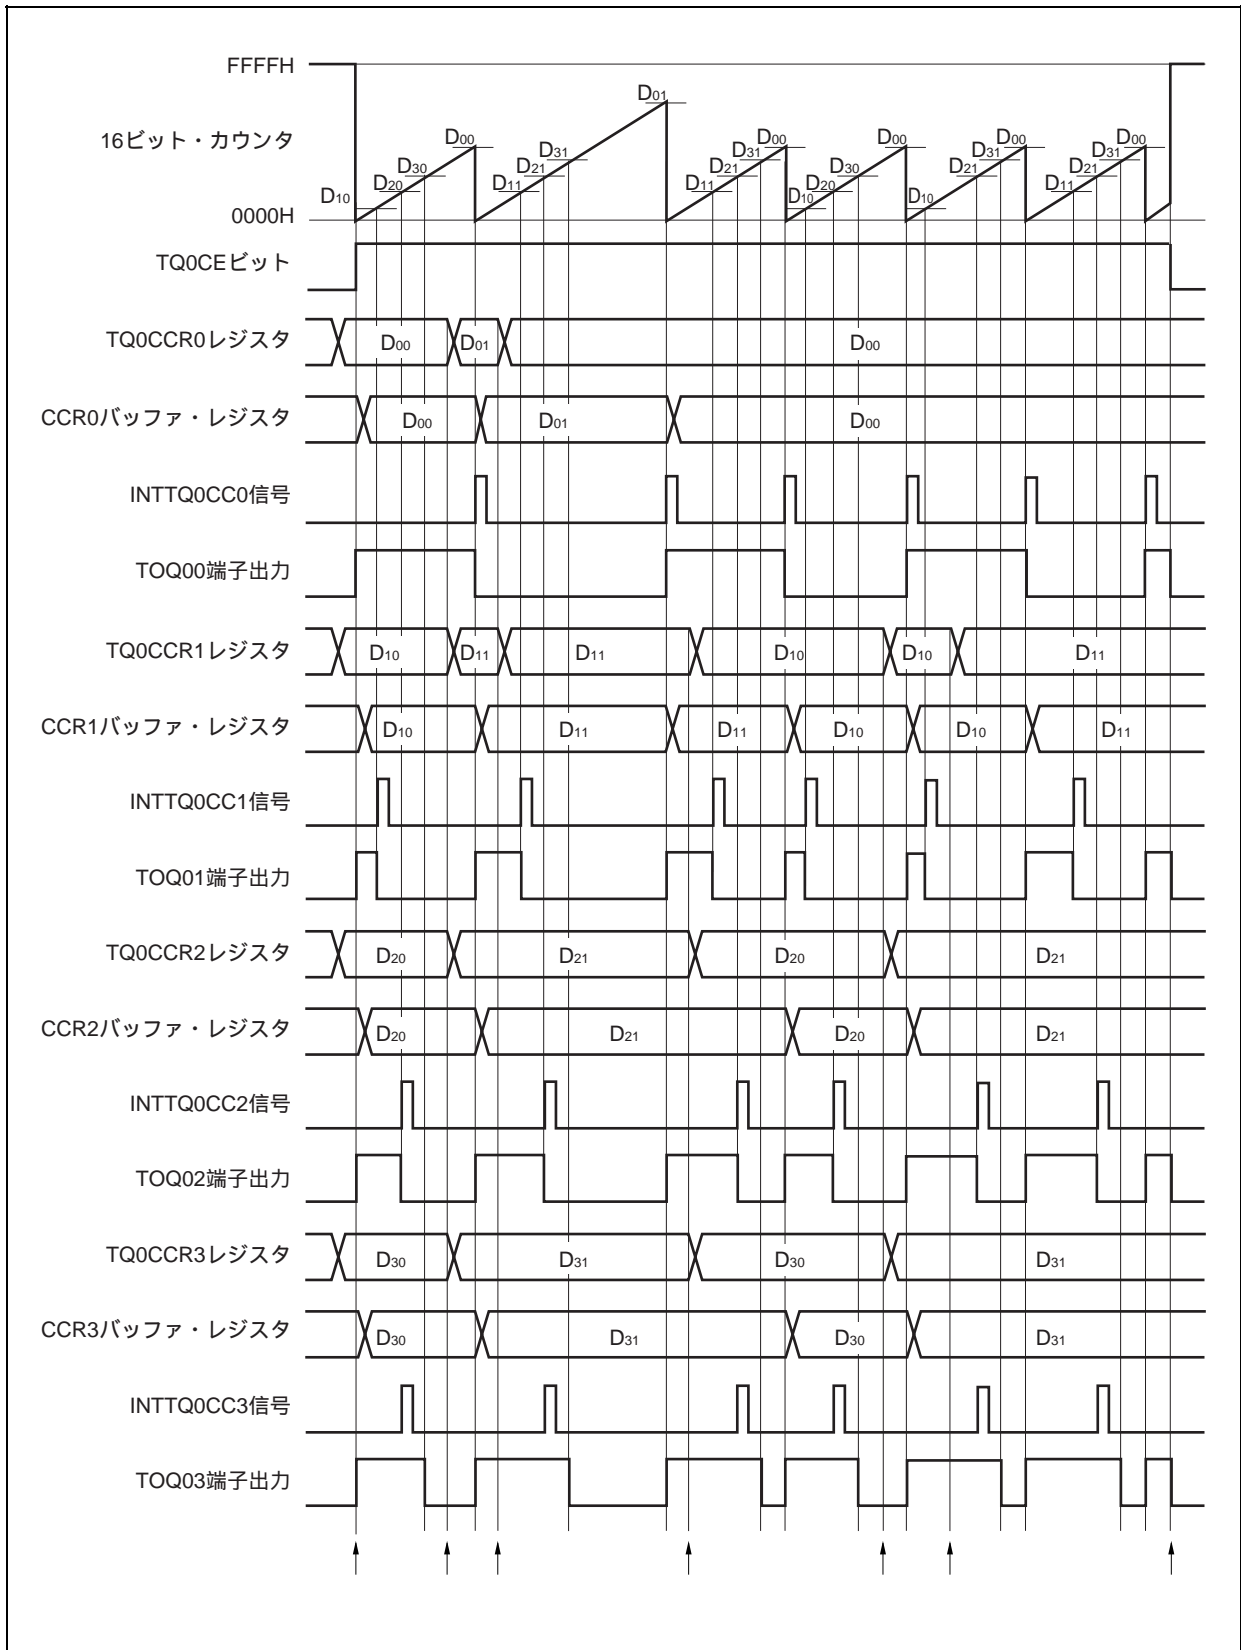 FFFFH
D01
16ビット・カウンタ
D00 D00 D00 D00 D00
D30 D31 D31 D30 D31 D31
D20 D21 D21 D20 D21 D21
D10 D11 D11 D10 D10 D11
0000H
TQ0CEビット
TQ0CCR0レジスタ D00 D01 D00
CCR0バッファ・レジスタ D00 D01 D00
INTTQ0CC0信号
TOQ00端子出力
TQ0CCR1レジスタ D10 D11 D11 D10 D10 D11
CCR1バッファ・レジスタ D10 D11 D11 D10 D10 D11
INTTQ0CC1信号
TOQ01端子出力
TQ0CCR2レジスタ D20 D21 D20 D21
CCR2バッファ・レジスタ D20 D21 D20 D21
INTTQ0CC2信号
TOQ02端子出力
TQ0CCR3レジスタ D30 D31 D30 D31
CCR3バッファ・レジスタ D30 D31 D30 D31
INTTQ0CC3信号
TOQ03端子出力